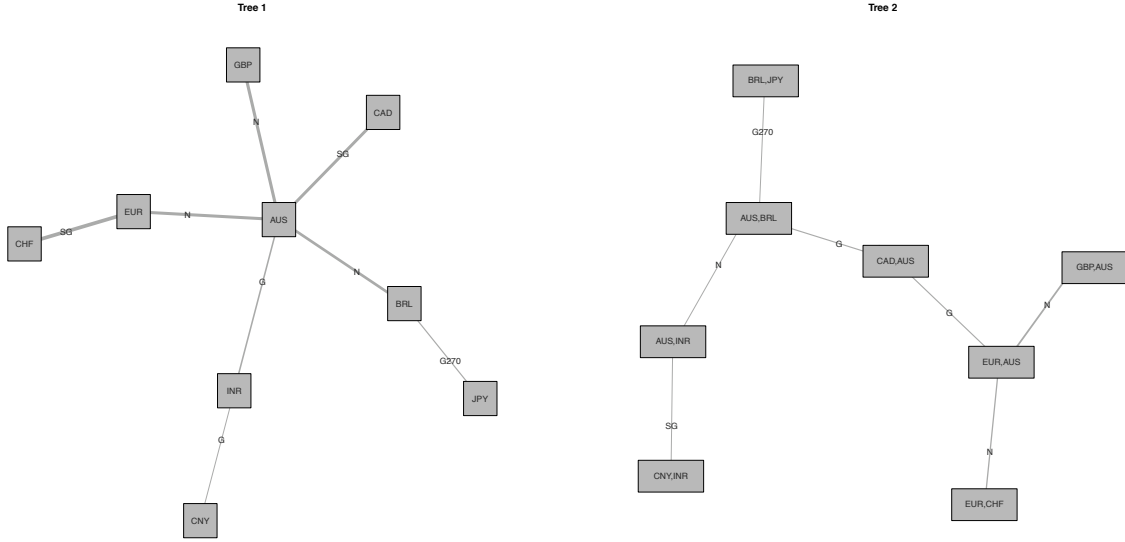 Tree 1
GBP
CAD
N
SG
EUR
N
AUS
SG
CHF
N
G
BRL
G270
INR
JPY
G
CNY
Tree 2
BRL,JPY
G270
AUS,BRL
G
CAD,AUS
N
GBP,AUS
G
N
AUS,INR
EUR,AUS
SG
N
CNY,INR
EUR,CHF